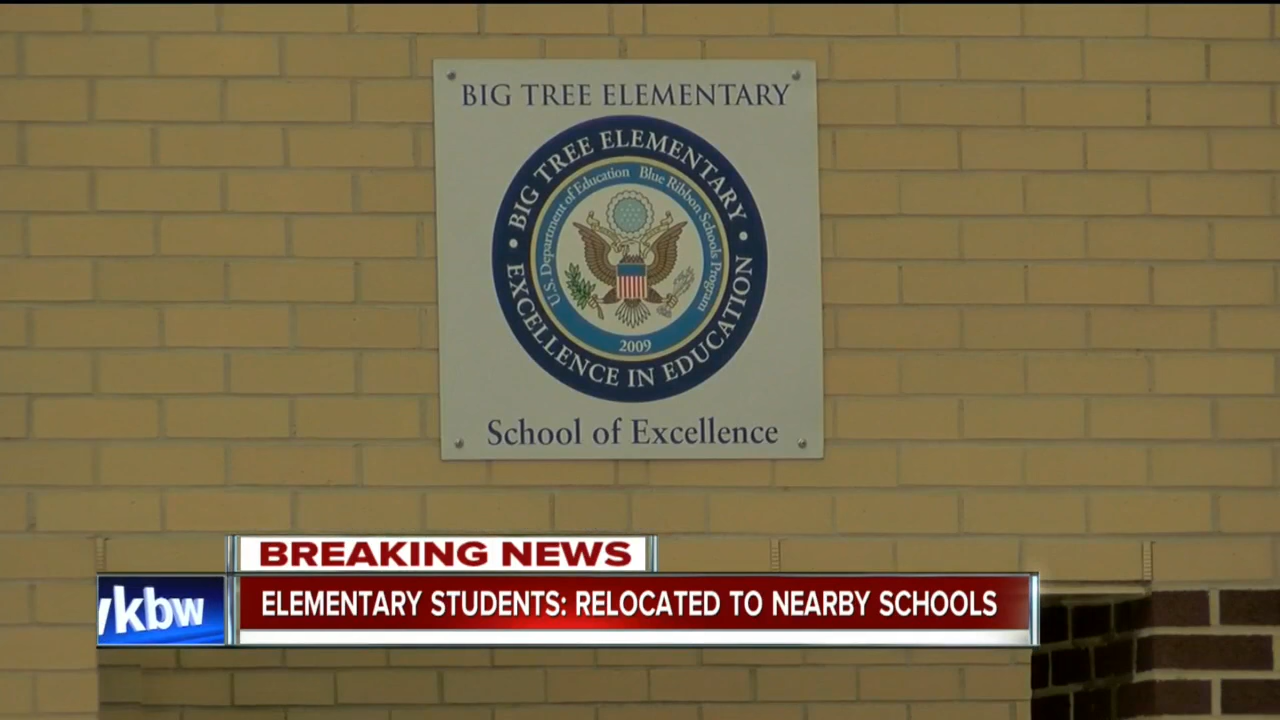 BIG TREE ELEMENTARY
BIG TREE ELEMENTARY
U.S. Department of Education Blue Ribbon Schools Program
2009
EXCELLENCE IN EDUCATION
School of Excellence
BREAKING NEWS
wkbw
ELEMENTARY STUDENTS: RELOCATED TO NEARBY SCHOOLS